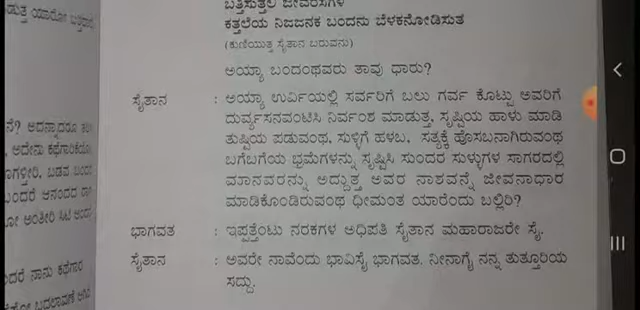 ಬತ್ತಿಸುತ್ತಲಿ ಜೀವರಸಗಳ
ಕತ್ತಲೆಯ ನಿಜಜನಕ ಬಂದನು ಬೆಳಕನೋಡಿಸುತ
(ಕುಣಿಯುತ್ತ ಸೈತಾನ ಬರುವನು)
ಅಯ್ಯಾ ಬಂದಂಥವರು ತಾವು ಧಾರು?
ಸೈತಾನ : ಅಯ್ಯಾ ಉರ್ವಿಯಲ್ಲಿ ಸರ್ವರಿಗೆ ಬಲು ಗರ್ವ ಕೊಟ್ಟು ಅವರಿಗೆ
ದುರ್ವ್ಯಸನವಂಟಿಸಿ ನಿರ್ವಂಶ ಮಾಡುತ್ತ, ಸೃಷ್ಟಿಯ ಹಾಳು ಮಾಡಿ
ತುಷ್ಟಿಯ ಪಡುವಂಥ, ಸುಳ್ಳಿಗೆ ಹಳಬ, ಸತ್ಯಕ್ಕೆ ಹೊಸಬನಾಗಿರುವಂಥ
ಬಗೆಬಗೆಯ ಭ್ರಮೆಗಳನ್ನು ಸೃಷ್ಟಿಸಿ ಸುಂದರ ಸುಳ್ಳುಗಳ ಸಾಗರದಲ್ಲಿ
ಮಾನವರನ್ನು ಅದ್ದುತ್ತ ಅವರ ನಾಶವನ್ನೆ ಜೀವನಾಧಾರ
ಮಾಡಿಕೊಂಡಿರುವಂಥ ಧೀಮಂತ ಯಾರೆಂದು ಬಲ್ಲಿರಿ?
ಭಾಗವತ : ಇಪ್ಪತ್ತೆಂಟು ನರಕಗಳ ಅಧಿಪತಿ ಸೈತಾನ ಮಹಾರಾಜರೇ ಸೈ.
ಸೈತಾನ : ಅವರೇ ನಾವೆಂದು ಭಾವಿಸೈ ಭಾಗವತ. ನೀನಾಗೈ ನನ್ನ ತುತ್ತೂರಿಯ
ಸದ್ದು.